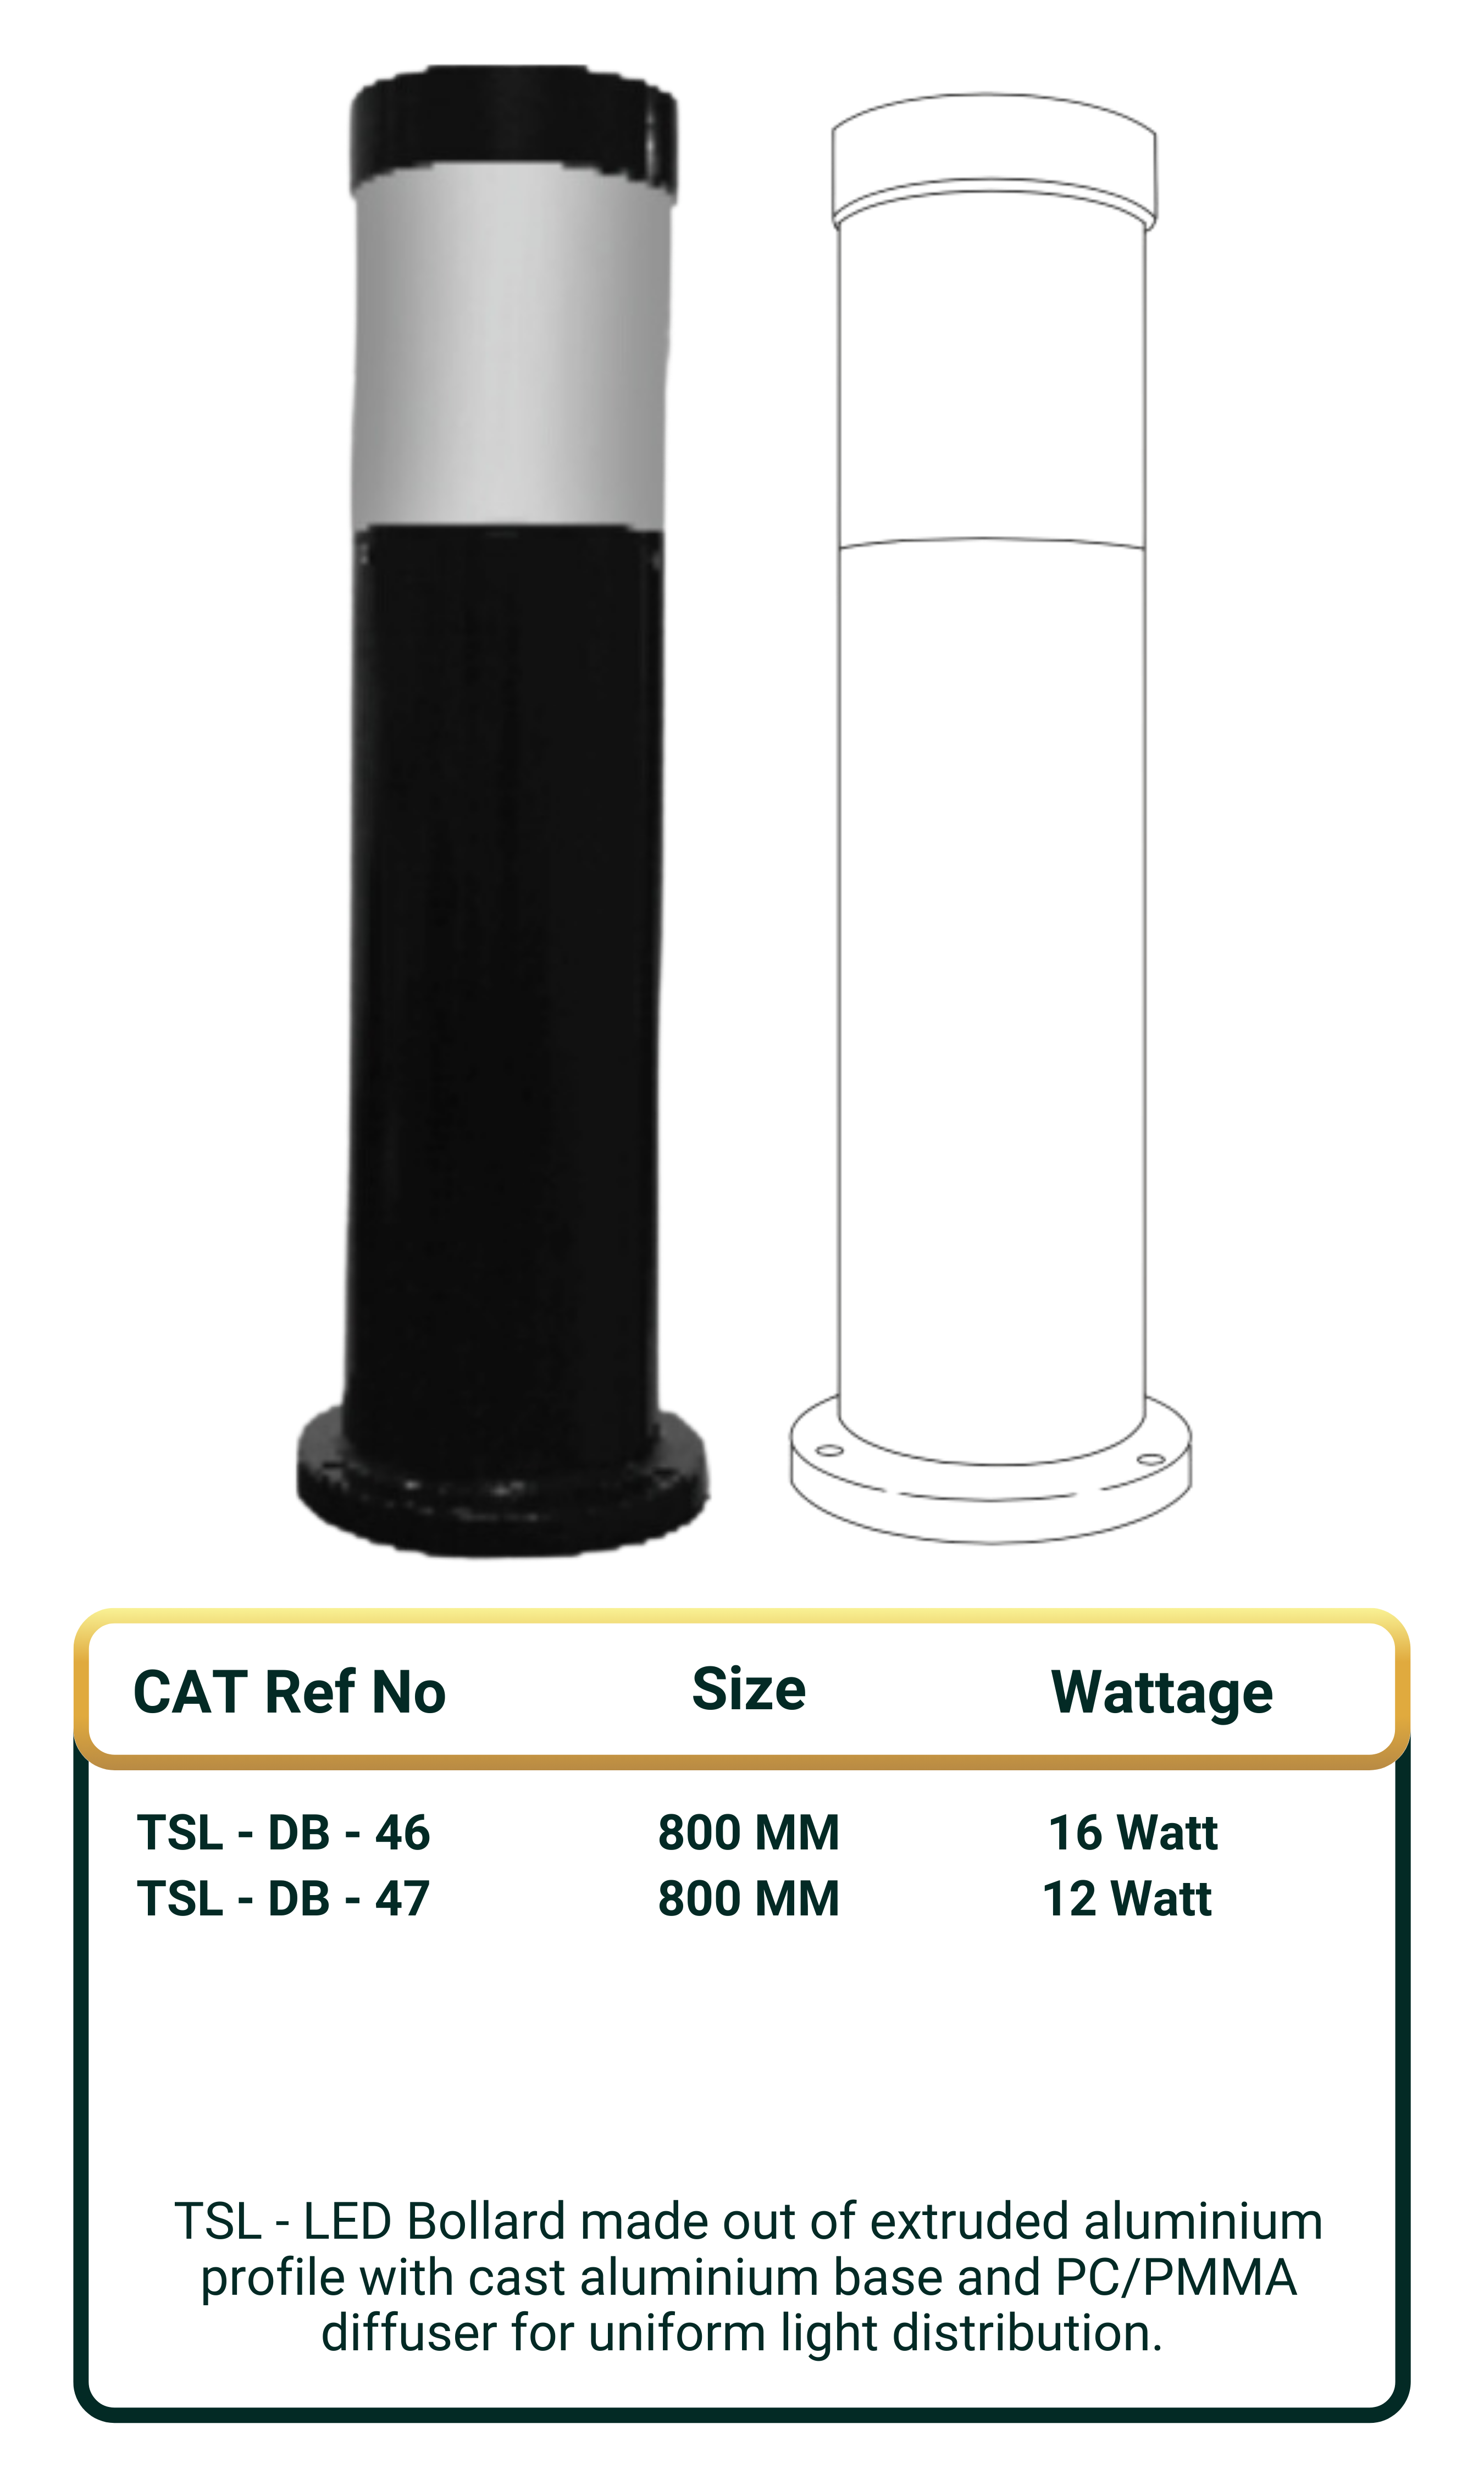 CAT Ref No Size Wattage
TSL - DB - 46 800 MM 16 Watt
TSL - DB - 47 800 MM 12 Watt
TSL - LED Bollard made out of extruded aluminium
profile with cast aluminium base and PC/PMMA
diffuser for uniform light distribution.